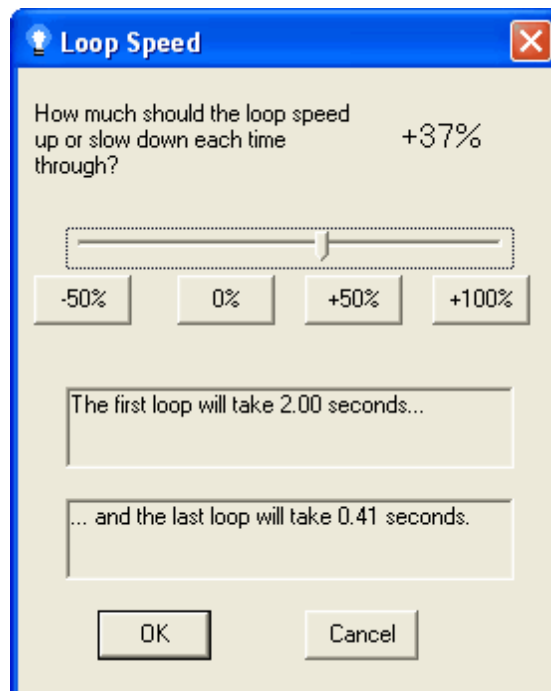 Loop Speed
How much should the loop speed
up or slow down each time
through?
+37%
-50%
0%
+50%
+100%
The first loop will take 2.00 seconds...
... and the last loop will take 0.41 seconds.
OK
Cancel